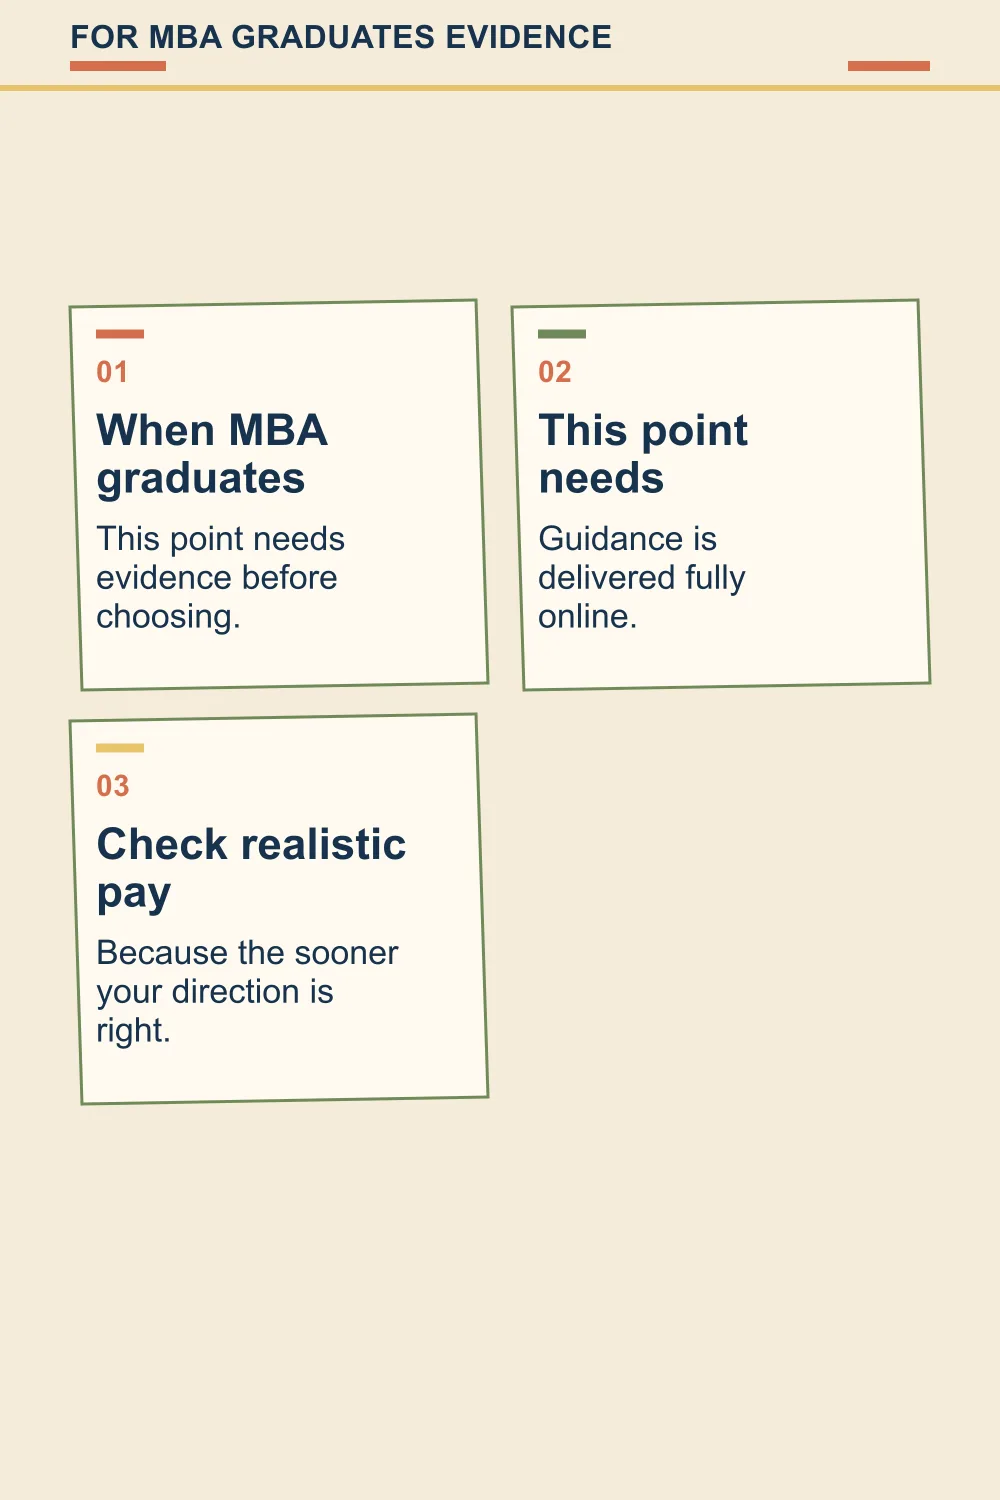 FOR MBA GRADUATES EVIDENCE
01
When MBA
graduates
This point needs
evidence before
choosing.
02
This point
needs
Guidance is
delivered fully
online.
03
Check realistic
pay
Because the sooner
your direction is
right.